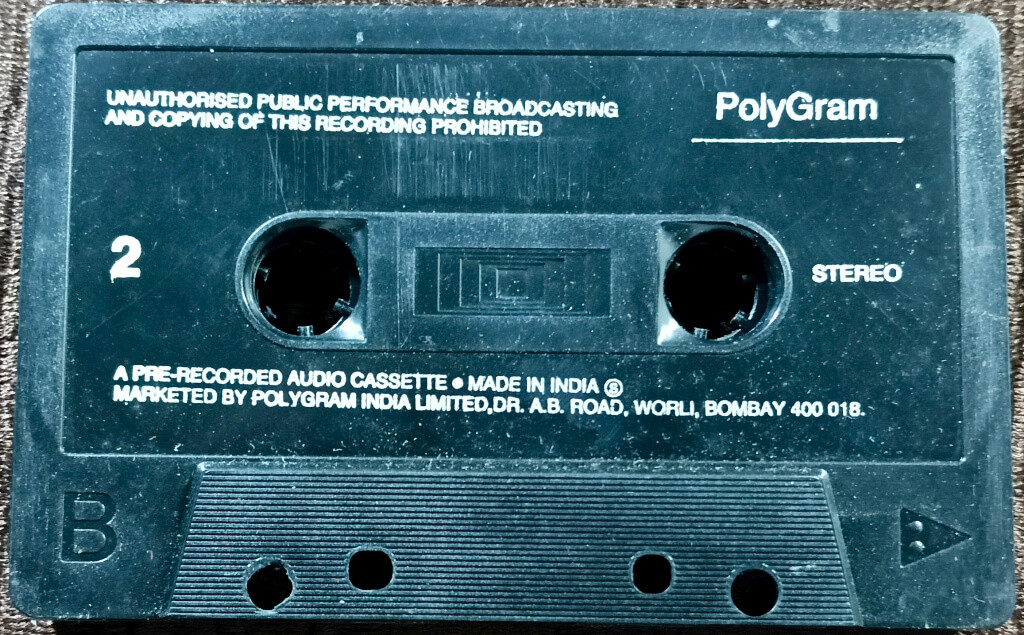 UNAUTHORISED PUBLIC PERFORMANCE BROADCASTING
AND COPYING OF THIS RECORDING PROHIBITED
PolyGram
2
STEREO
A PRE-RECORDED AUDIO CASSETTE ● MADE IN INDIA Ⓢ
MARKETED BY POLYGRAM INDIA LIMITED,DR. A.B. ROAD, WORLI, BOMBAY 400 018.
B